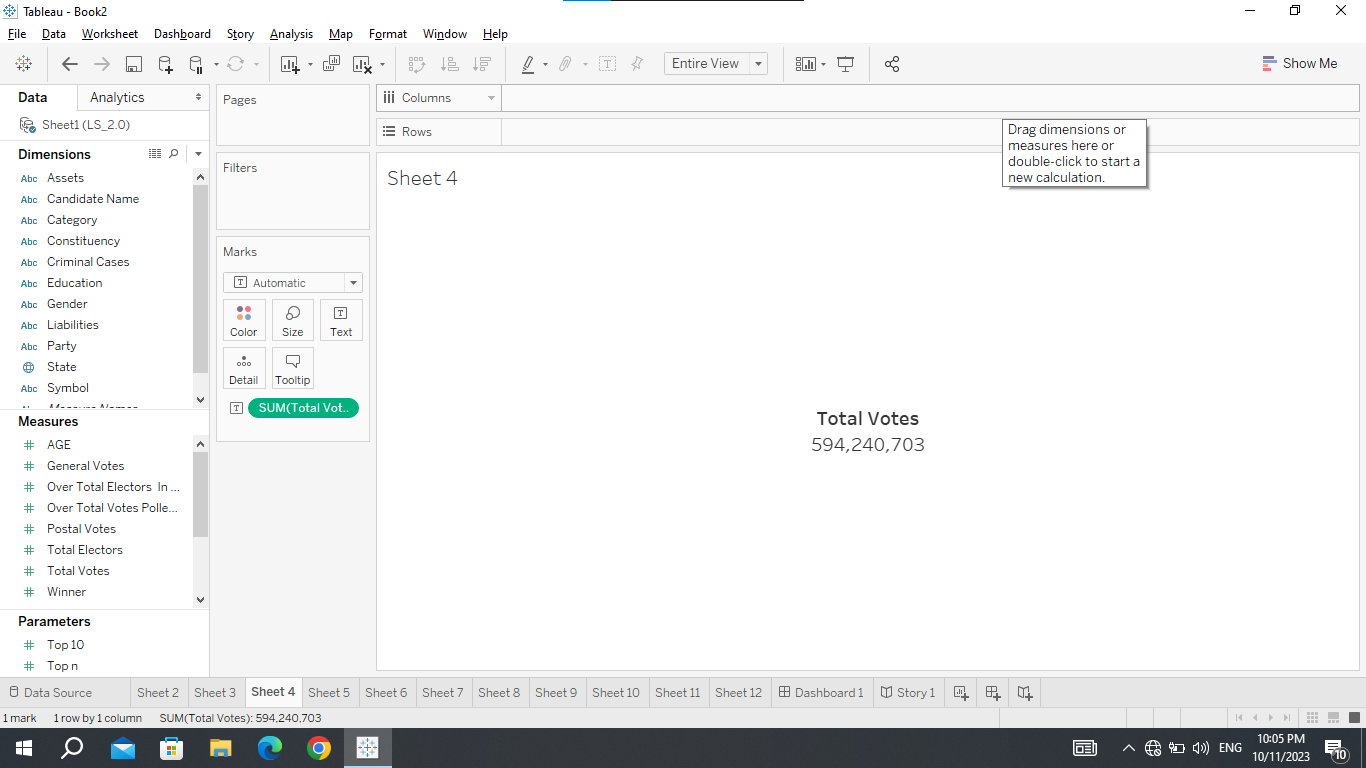 Tableau - Book2
File Data Worksheet Dashboard Story Analysis Map Format Window Help
Entire View
Show Me
Data Analytics
Sheet1 (LS_2.0)
Dimensions
Abc Assets
Abc Candidate Name
Abc Category
Abc Constituency
Abc Criminal Cases
Abc Education
Abc Gender
Abc Liabilities
Abc Party
State
Abc Symbol
Measures
AGE
General Votes
Over Total Electors In ...
Over Total Votes Polle...
Postal Votes
Total Electors
Total Votes
Winner
Parameters
Top 10
Top n
Pages
Filters
Marks
Automatic
Color Size Text
Detail Tooltip
SUM(Total Vot..
Columns
Rows
Drag dimensions or
measures here or
double-click to start a
new calculation.
Sheet 4
Total Votes
594,240,703
Data Source Sheet 2 Sheet 3 Sheet 4 Sheet 5 Sheet 6 Sheet 7 Sheet 8 Sheet 9 Sheet 10 Sheet 11 Sheet 12 Dashboard 1 Story 1
1 mark 1 row by 1 column SUM(Total Votes): 594,240,703
ENG
10:05 PM
10/11/2023
10